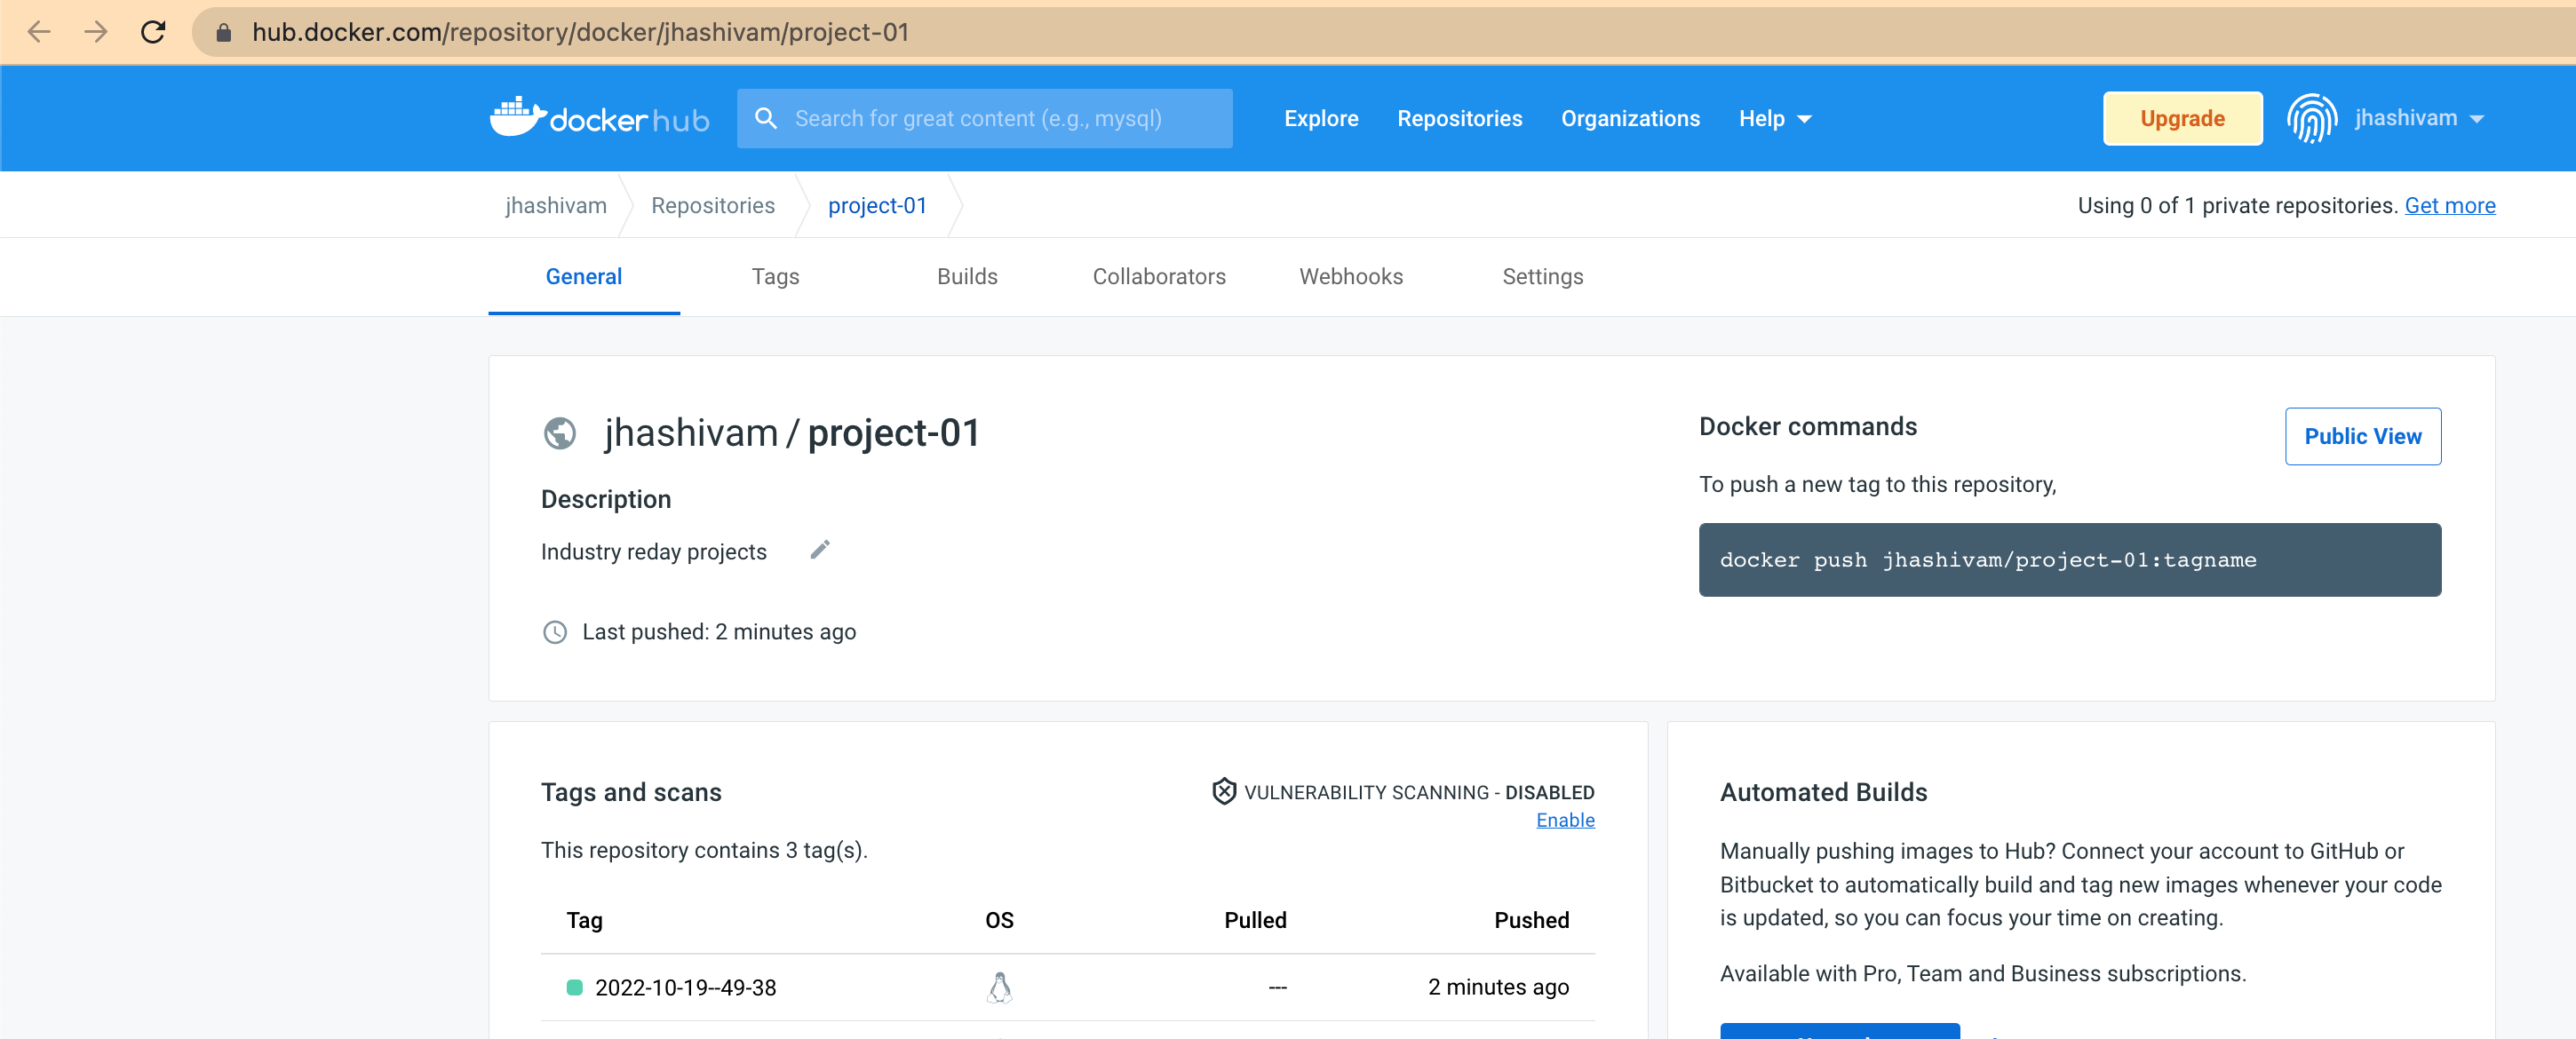 hub.docker.com/repository/docker/jhashivam/project-01
docker hub
Search for great content (e.g., mysql)
Explore
Repositories
Organizations
Help
Upgrade
jhashivam
jhashivam
Repositories
project-01
Using 0 of 1 private repositories. Get more
General
Tags
Builds
Collaborators
Webhooks
Settings
jhashivam / project-01
Description
Industry reday projects
Last pushed: 2 minutes ago
Docker commands
Public View
To push a new tag to this repository,
docker push jhashivam/project-01:tagname
Tags and scans
VULNERABILITY SCANNING - DISABLED
Enable
This repository contains 3 tag(s).
Tag OS Pulled Pushed
2022-10-19--49-38 --- 2 minutes ago
Automated Builds
Manually pushing images to Hub? Connect your account to GitHub or
Bitbucket to automatically build and tag new images whenever your code
is updated, so you can focus your time on creating.
Available with Pro, Team and Business subscriptions.